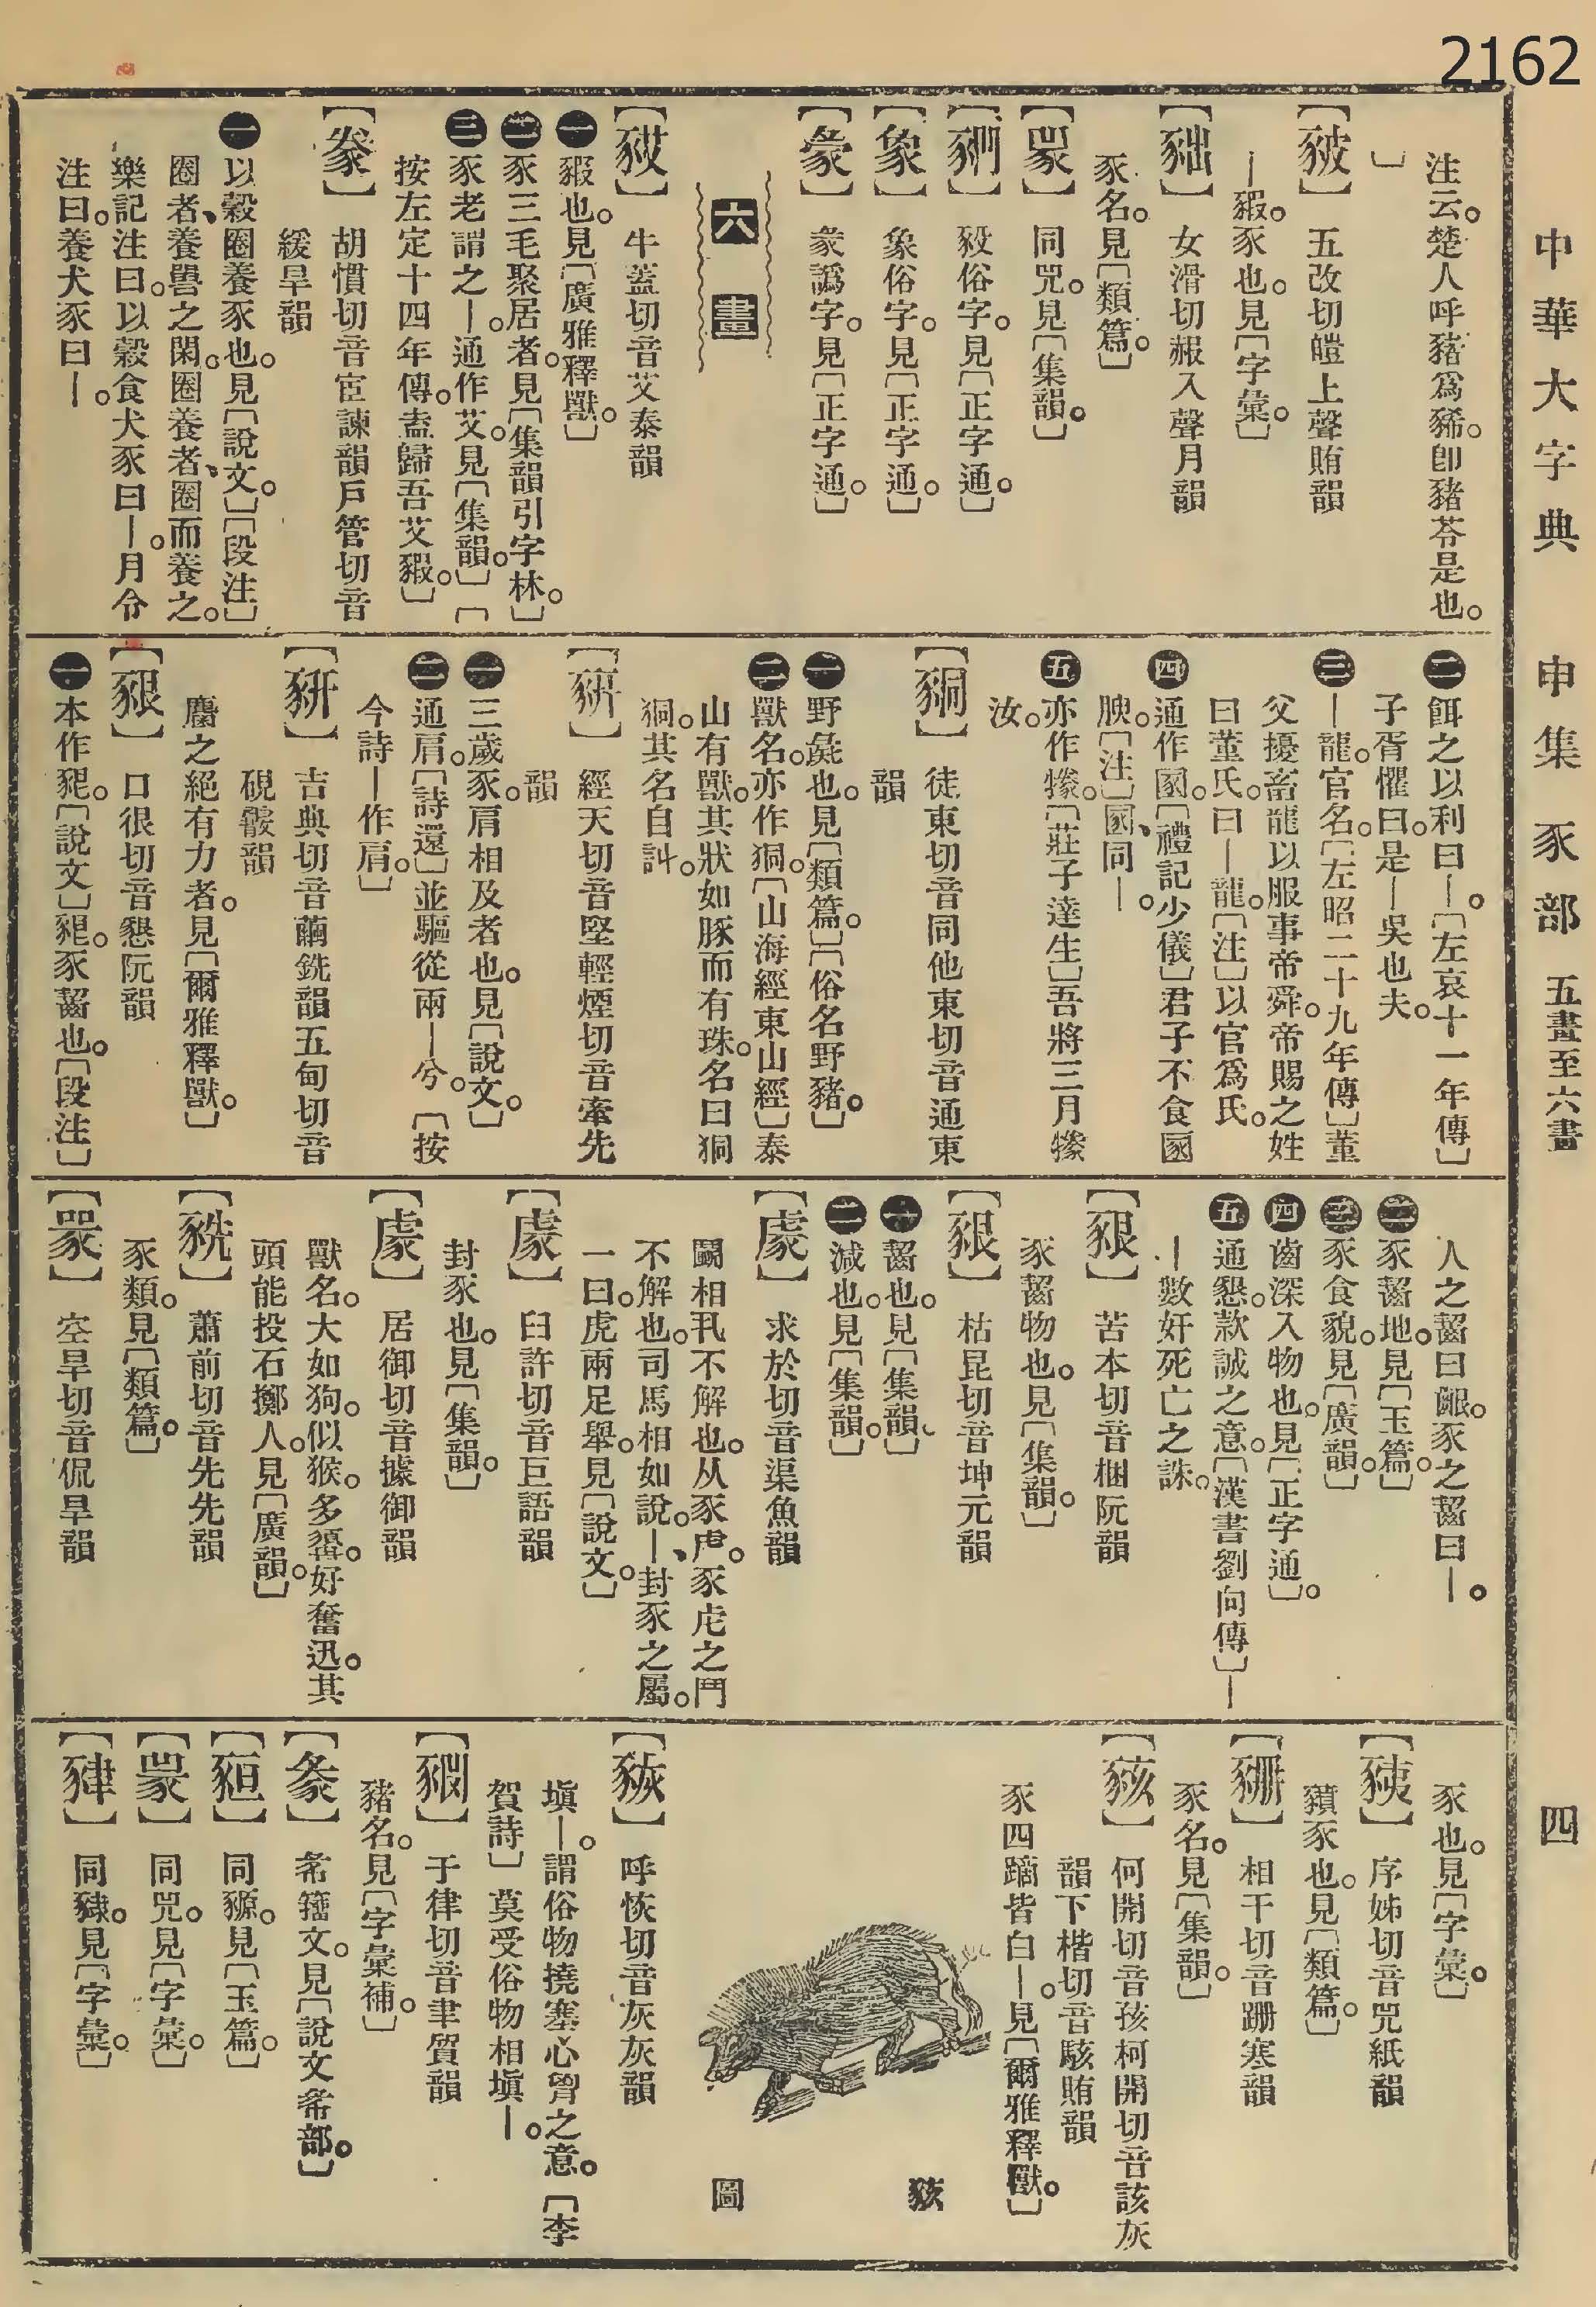 2162
中華大字典 申集 豕部 五畫至六畫 四
注云。楚人呼豬爲豨。卽豬苓是也。
〕
【𧰿】五改切皚上聲賄韻
—豭。豕也。見〔字彙。〕
【䝕】女滑切赧入聲月韻
豕名。見〔類篇。〕
同兕。見〔集韻。〕
豛俗字。見〔正字通。〕
【象】象俗字。見〔正字通。〕
彖譌字。見〔正字通。〕
六畫
牛蓋切音艾泰韻
一 豭也。見〔廣雅釋獸。〕
二 豕三毛聚居者。見〔集韻引字林。〕
三 豕老謂之—。通作艾。見〔集韻。〕〔
按左定十四年傳。盍歸吾艾豭。〕
【豢】胡慣切音宦諫韻戶管切音
緩旱韻
一 以穀圈養豕也。見〔說文。〕〔段注〕
圈者、養嘼之閑。圈養者、圈而養之。
樂記注曰。以穀食犬豕曰—。月令
注曰。養犬豕曰—。
二 餌之以利曰—。〔左哀十一年傳〕
子胥懼曰。是—吳也夫。
三 —龍。官名。〔左昭二十九年傳〕董
父擾畜龍以服事帝舜。帝賜之姓
曰董氏。曰—龍。〔注〕以官爲氏。
四 通作圂。〔禮記少儀〕君子不食圂
腴。〔注〕圂、同—。
五 亦作㹖。〔莊子達生〕吾將三月㹖
汝。
【㹿】徒東切音同他東切音通東
韻
一 野彘也。見〔類篇。〕〔俗名野豬。〕
二 獸名。亦作狪。〔山海經東山經〕泰
山有獸。其狀如豚而有珠。名曰狪
狪。其名自訆。
【豜】經天切音堅輕煙切音牽先
韻
一 三歲豕。肩相及者也。見〔說文。〕
二 通肩。〔詩還〕並驅從兩—兮。〔按
今詩—作肩。〕
【豣】吉典切音繭銑韻五甸切音
硯霰韻
麕之絕有力者。見〔爾雅釋獸。〕
【豤】口很切音懇阮韻
一 本作豤。〔說文〕豤。豕齧也。〔段注〕
人之齧曰齦。豕之齧曰—。
二 豕齧地。見〔玉篇。〕
三 豕食貌。見〔廣韻。〕
四 齒深入物也。見〔正字通〕。
五 通懇。款誠之意。〔漢書劉向傳〕—
—數奸死亡之誅。
【豤】苦本切音梱阮韻
豕齧物也。見〔集韻。〕
【豤】枯昆切音坤元韻
一 齧也。見〔集韻。〕
二 減也。見〔集韻。〕
【豦】求於切音渠魚韻
鬬相丮不解也。从豕虍。豕虍之鬥
不解也。司馬相如說。—、封豕之屬。
一曰。虎兩足舉。見〔說文。〕
【豦】臼許切音巨語韻
封豕也。見〔集韻。〕
【豦】居御切音據御韻
獸名。大如狗。似猴。多髯。好奮迅。其
頭能投石擲人。見〔廣韻。〕
蕭前切音先先韻
豕類。見〔類篇。〕
空旱切音侃旱韻
豕也。見〔字彙。〕
【䝆】序姊切音兕紙韻
豶豕也。見〔類篇。〕
相干切音跚寒韻
豕名。見〔集韻。〕
【豥】何開切音孩柯開切音該灰
韻下楷切音駭賄韻
豕四蹢皆白—。見〔爾雅釋獸。〕
豥 圖
【豗】呼恢切音灰灰韻
塡—。謂俗物撓塞心胷之意。〔李
賀詩〕莫受俗物相塡—。
于律切音聿質韻
豬名。見〔字彙補。〕
㣇籀文。見〔說文㣇部。〕
【豲】同豲。見〔玉篇。〕
同兕。見〔字彙。〕
同豩。見〔字彙。〕